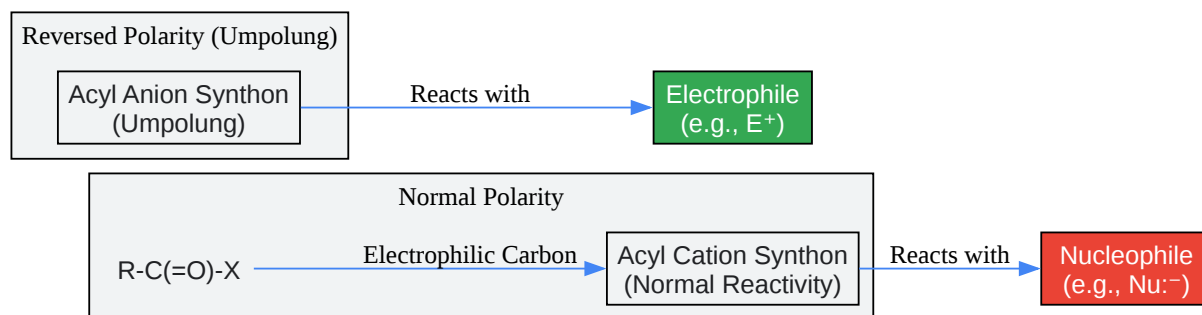 Reversed Polarity (Umpolung)
Acyl Anion Synthon
(Umpolung)
Reacts with
Electrophile
(e.g., E⁺)
Normal Polarity
R-C(=O)-X
Electrophilic Carbon
Acyl Cation Synthon
(Normal Reactivity)
Reacts with
Nucleophile
(e.g., Nu:⁻)